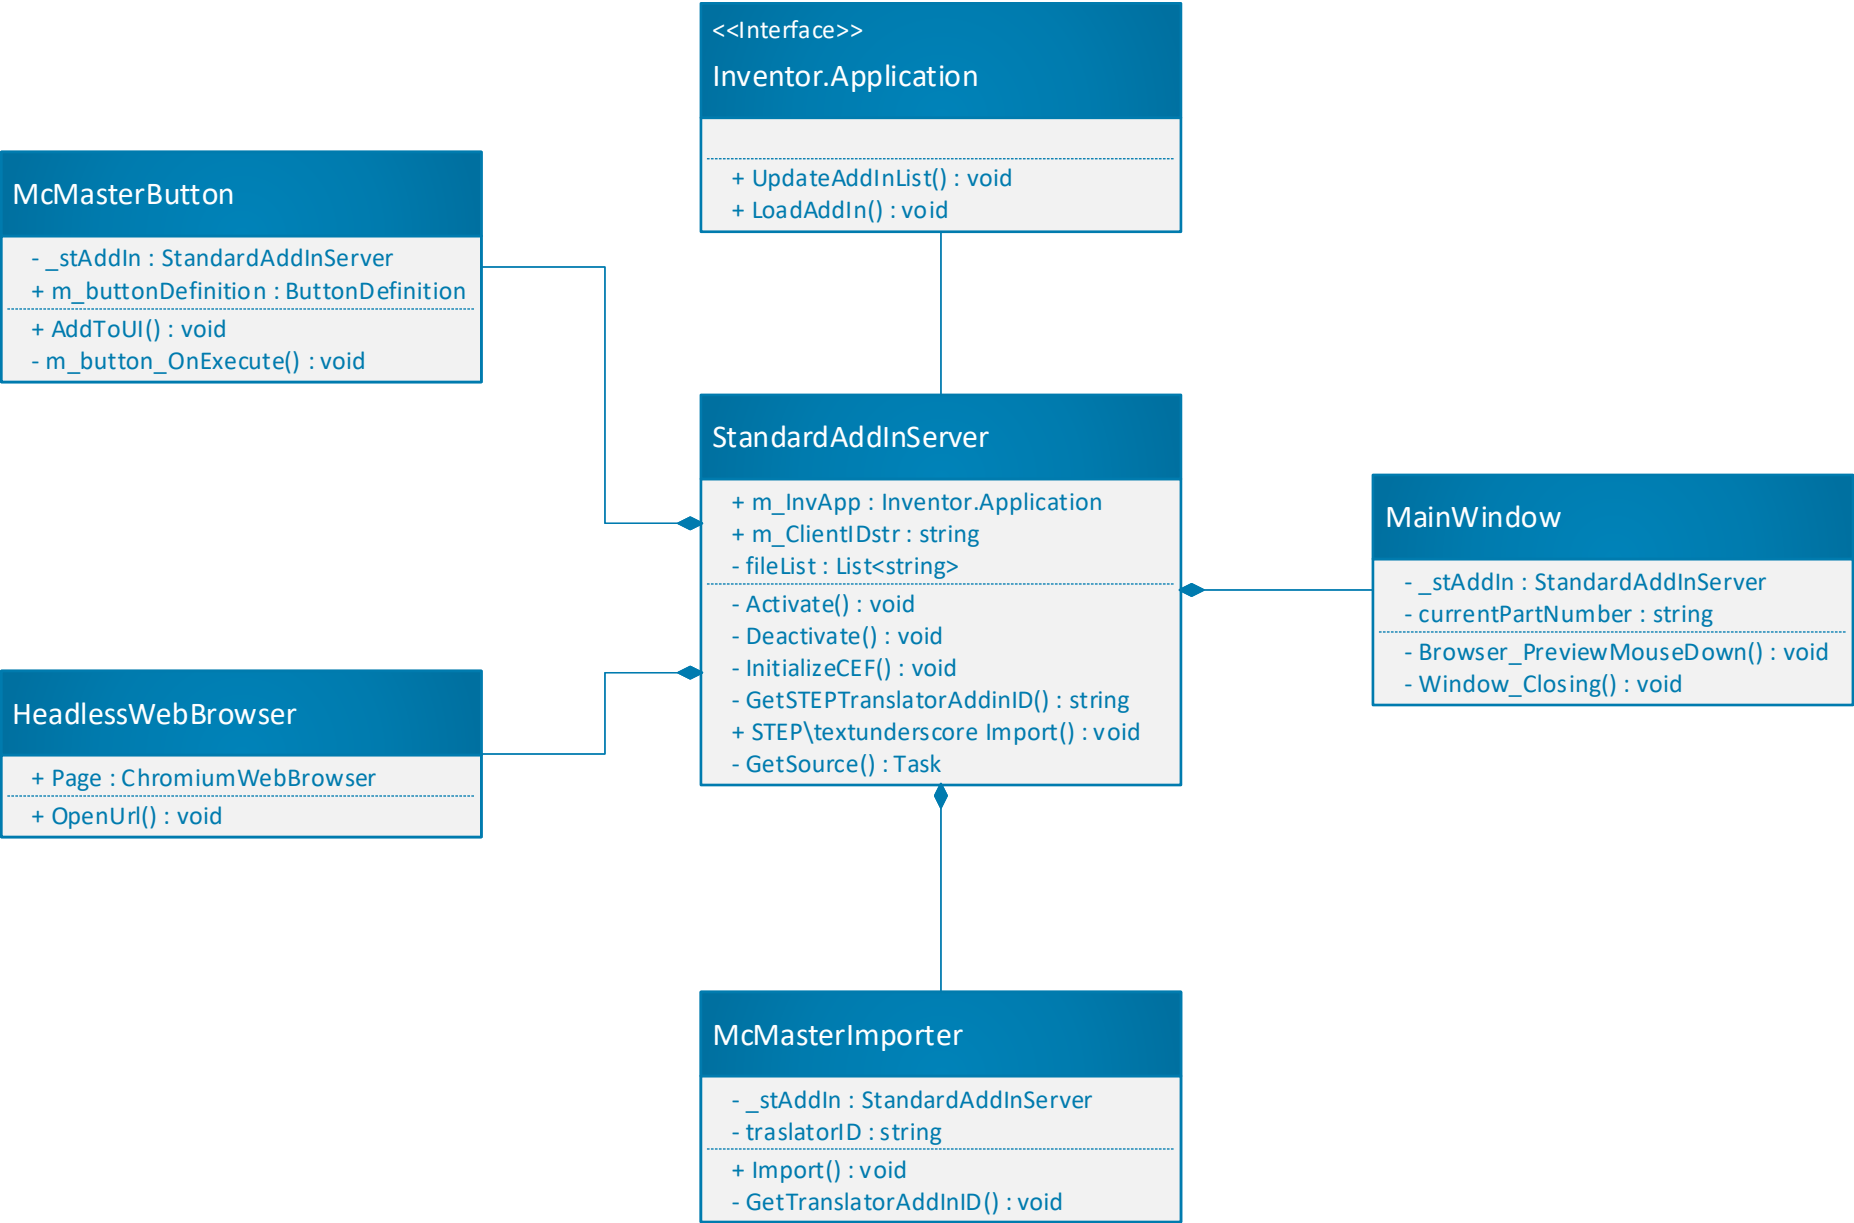 <<Interface>>
Inventor.Application
+ UpdateAddInList() : void
+ LoadAddIn() : void
McMasterButton
- _stAddIn : StandardAddInServer
+ m_buttonDefinition : ButtonDefinition
+ AddToUI() : void
- m_button_OnExecute() : void
StandardAddInServer
+ m_InvApp : Inventor.Application
+ m_ClientIDstr : string
- fileList : List<string>
- Activate() : void
- Deactivate() : void
- InitializeCEF() : void
- GetSTEPTranslatorAddinID() : string
+ STEP\textunderscore Import() : void
- GetSource() : Task
MainWindow
- _stAddIn : StandardAddInServer
- currentPartNumber : string
- Browser_PreviewMouseDown() : void
- Window_Closing() : void
HeadlessWebBrowser
+ Page : ChromiumWebBrowser
+ OpenUrl() : void
McMasterImporter
- _stAddIn : StandardAddInServer
- traslatorID : string
+ Import() : void
- GetTranslatorAddInID() : void